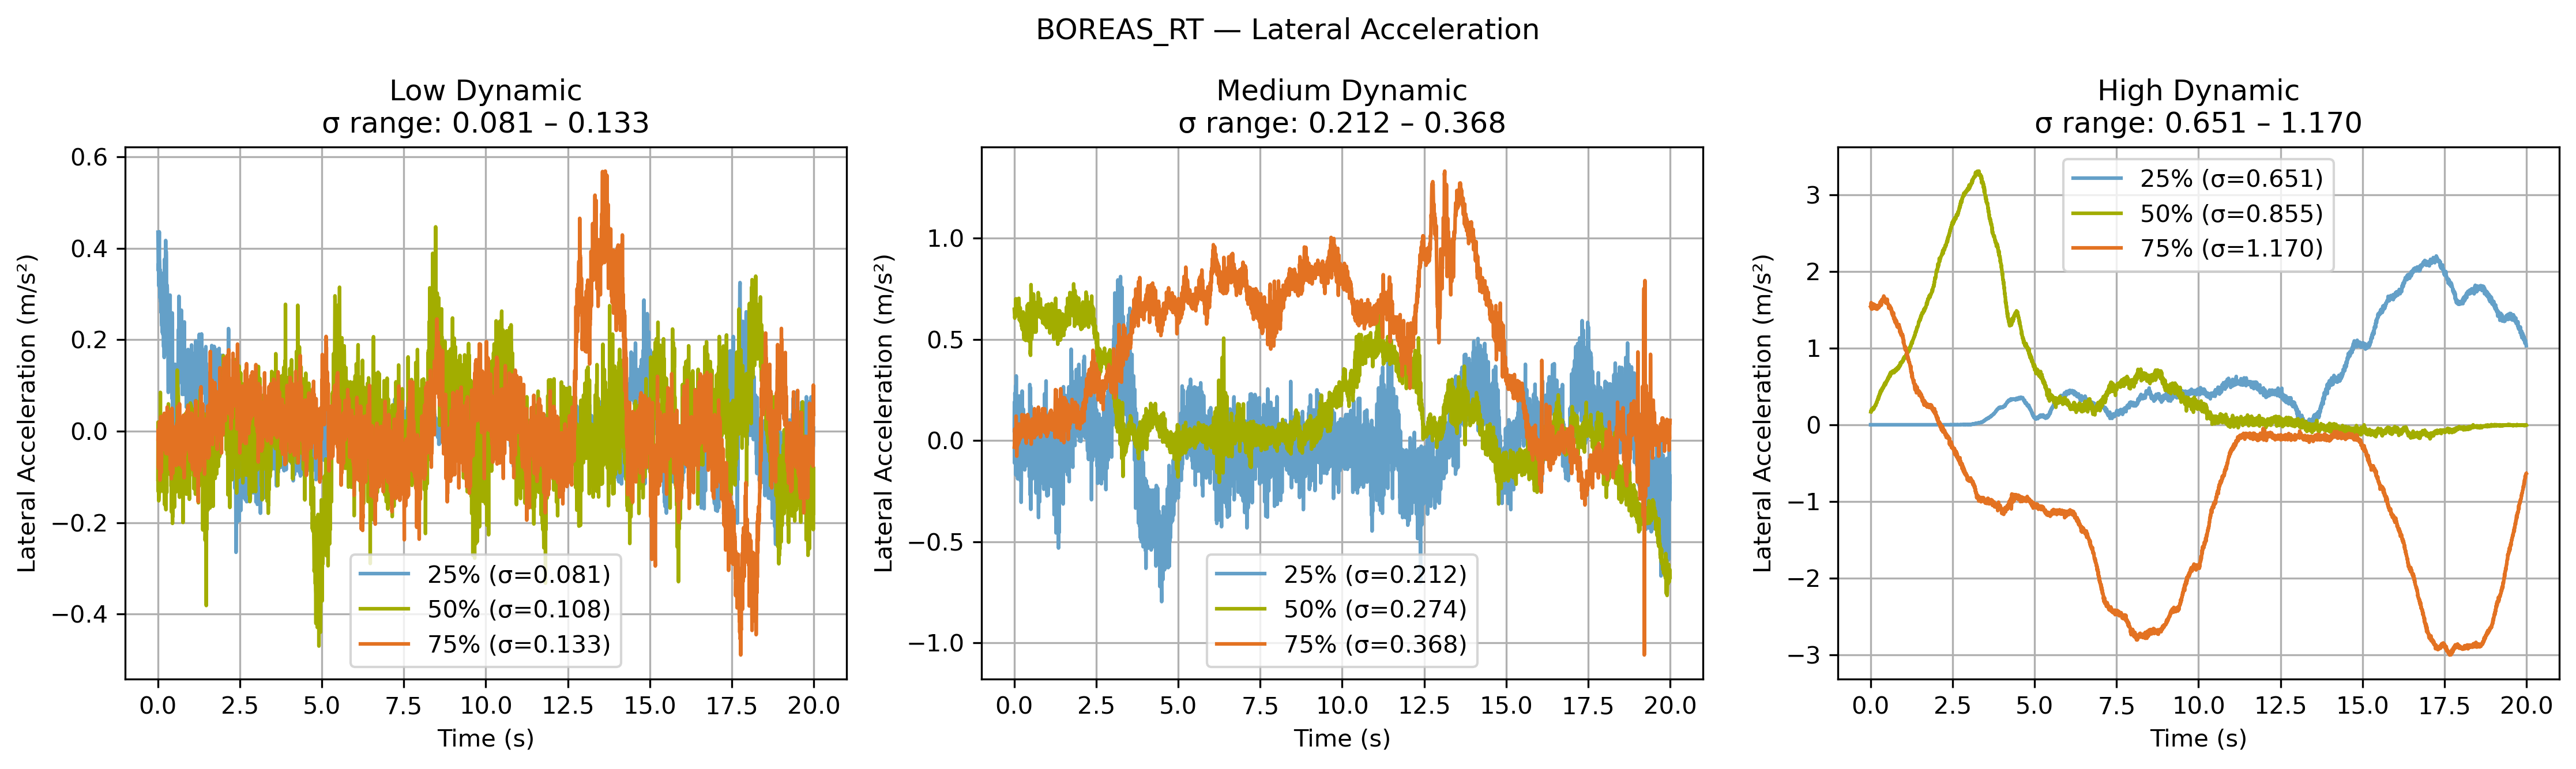 BOREAS_RT — Lateral Acceleration
Low Dynamic
σ range: 0.081 – 0.133
Lateral Acceleration (m/s²)
0.6
0.4
0.2
0.0
−0.2
−0.4
25% (σ=0.081)
50% (σ=0.108)
75% (σ=0.133)
0.0 2.5 5.0 7.5 10.0 12.5 15.0 17.5 20.0
Time (s)
Medium Dynamic
σ range: 0.212 – 0.368
Lateral Acceleration (m/s²)
1.0
0.5
0.0
−0.5
−1.0
25% (σ=0.212)
50% (σ=0.274)
75% (σ=0.368)
0.0 2.5 5.0 7.5 10.0 12.5 15.0 17.5 20.0
Time (s)
High Dynamic
σ range: 0.651 – 1.170
Lateral Acceleration (m/s²)
3
2
1
0
−1
−2
−3
25% (σ=0.651)
50% (σ=0.855)
75% (σ=1.170)
0.0 2.5 5.0 7.5 10.0 12.5 15.0 17.5 20.0
Time (s)